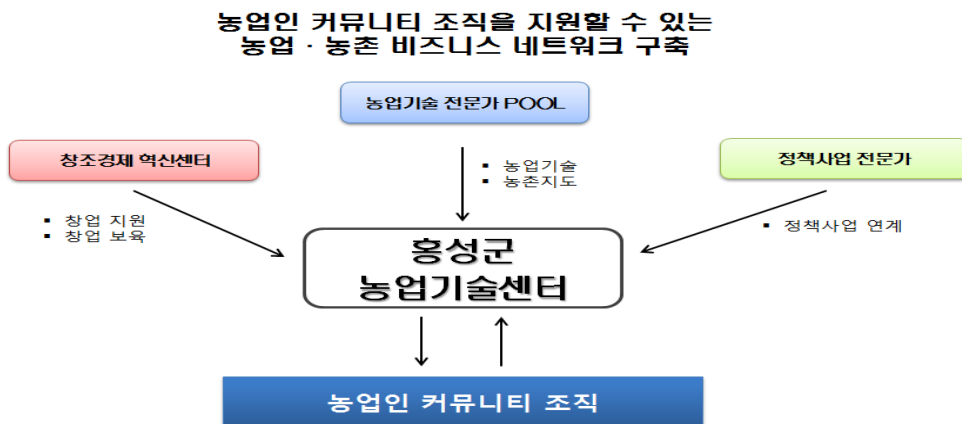 농업인 커뮤니티 조직을 지원할 수 있는
농업 · 농촌 비즈니스 네트워크 구축
농업기술 전문가 POOL
창조경제 혁신센터
정책사업 전문가
▪ 농업기술
▪ 농촌지도
▪ 창업 지원
▪ 창업 보육
▪ 정책사업 연계
홍성군
농업기술센터
농업인 커뮤니티 조직